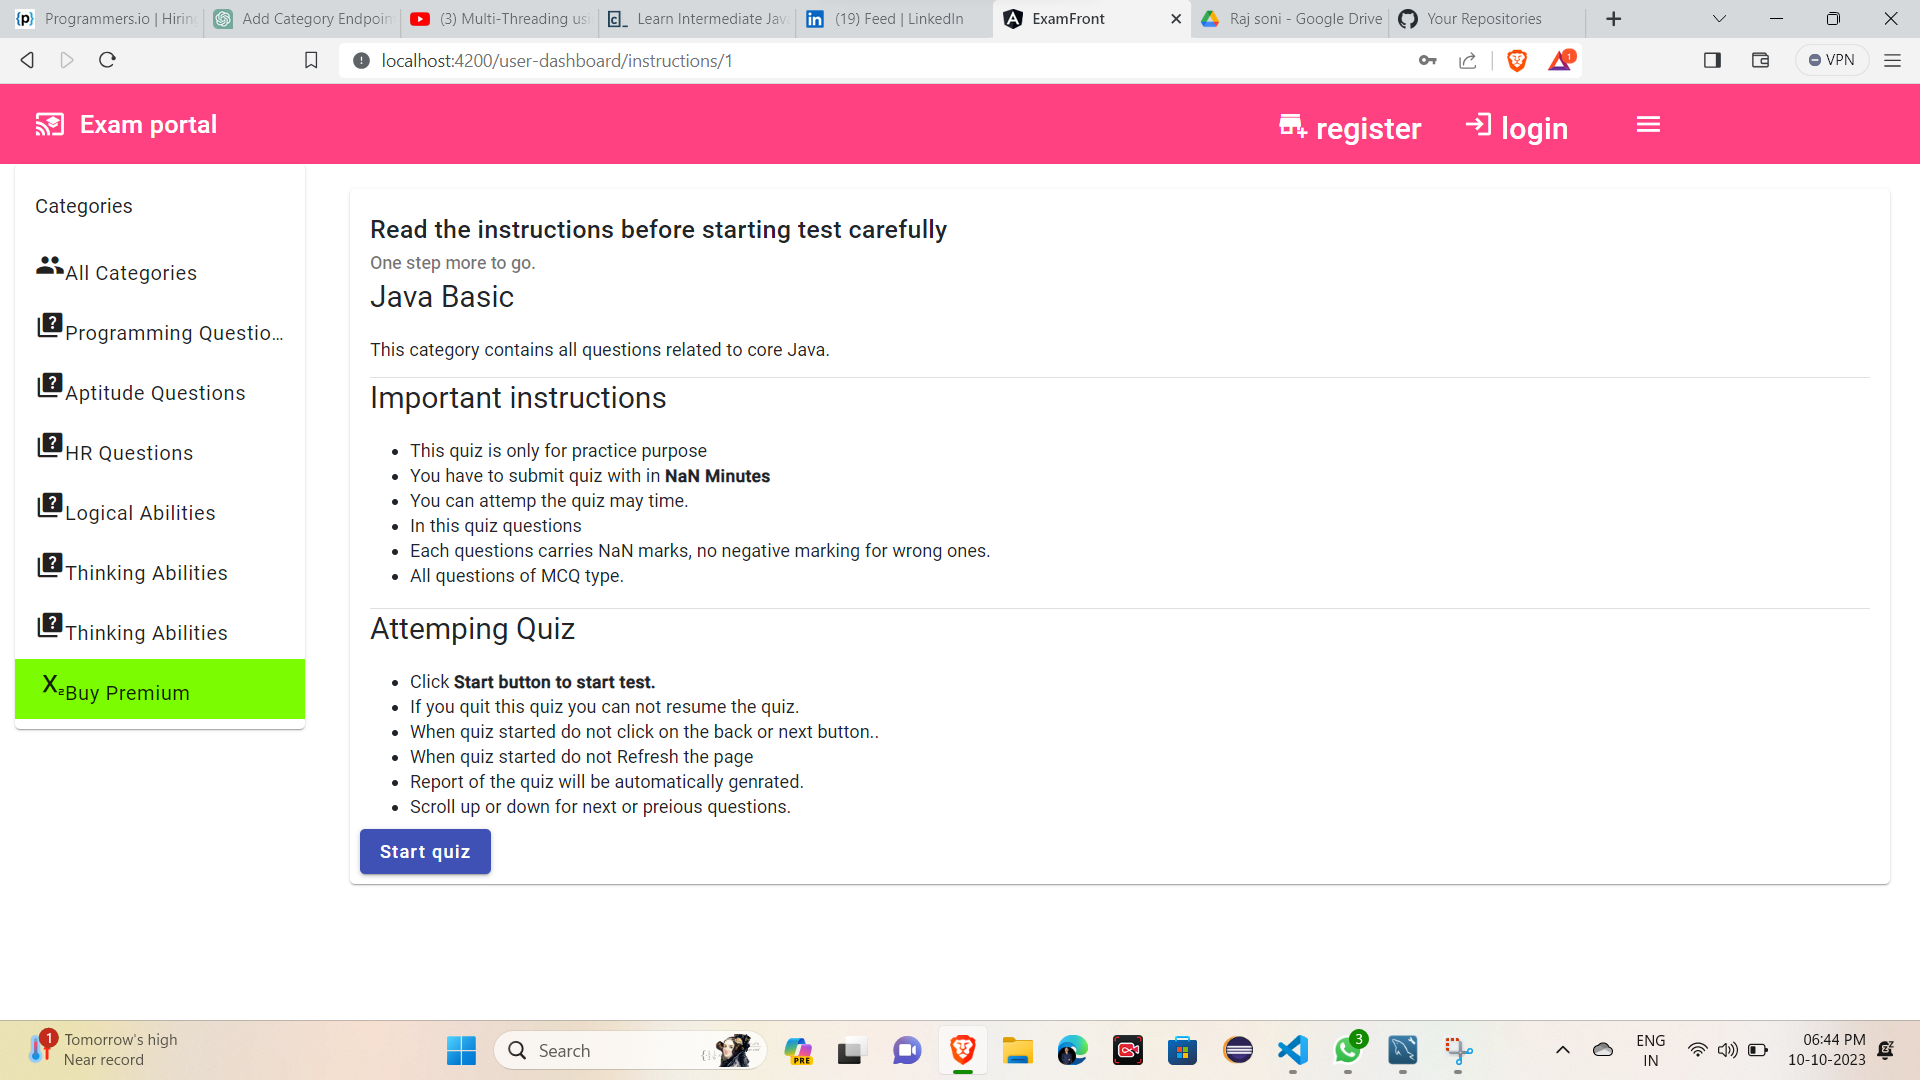 Programmers.io | Hirin
Add Category Endpoin
(3) Multi-Threading usi
Learn Intermediate Java
(19) Feed | LinkedIn
ExamFront
Raj soni - Google Drive
Your Repositories
localhost:4200/user-dashboard/instructions/1
1
VPN
Exam portal
register
login
Categories
All Categories
Programming Questio...
Aptitude Questions
HR Questions
Logical Abilities
Thinking Abilities
Thinking Abilities
Buy Premium
Read the instructions before starting test carefully
One step more to go.
Java Basic
This category contains all questions related to core Java.
Important instructions
This quiz is only for practice purpose
You have to submit quiz with in NaN Minutes
You can attemp the quiz may time.
In this quiz questions
Each questions carries NaN marks, no negative marking for wrong ones.
All questions of MCQ type.
Attemping Quiz
Click Start button to start test.
If you quit this quiz you can not resume the quiz.
When quiz started do not click on the back or next button..
When quiz started do not Refresh the page
Report of the quiz will be automatically genrated.
Scroll up or down for next or preious questions.
Start quiz
1
Tomorrow's high
Near record
Search
PRE
3
ENG
IN
06:44 PM
10-10-2023